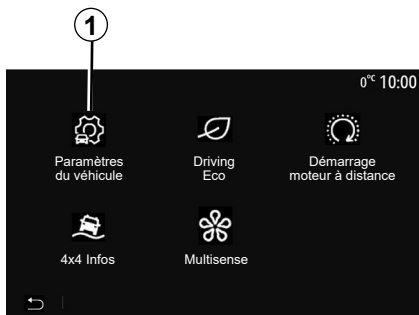 1
0°C 10:00
Paramètres
du véhicule
Driving
Eco
Démarrage
moteur à distance
4x4 Infos
Multisense